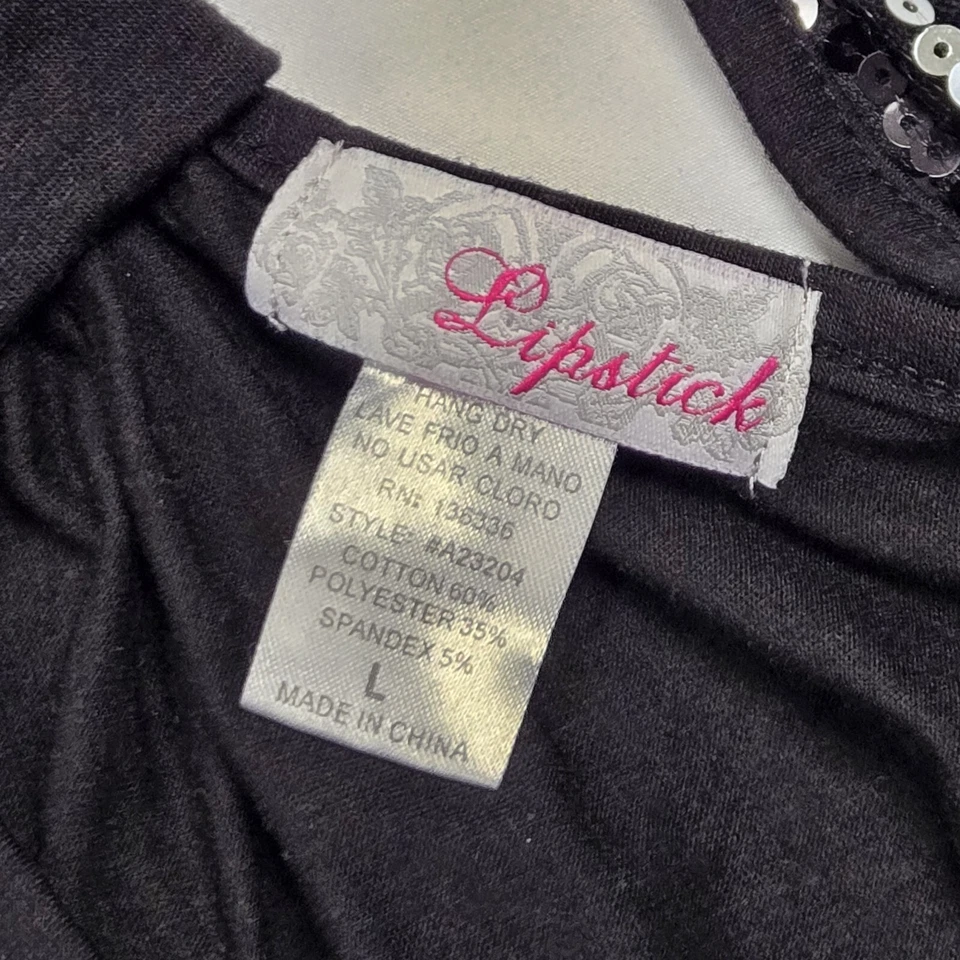 Lipstick
HANG DRY
LAVE FRIO A MANO
NO USAR CLORO
RN: 136336
STYLE: #A23204
COTTON 60%
POLYESTER 35%
SPANDEX 5%
L
MADE IN CHINA